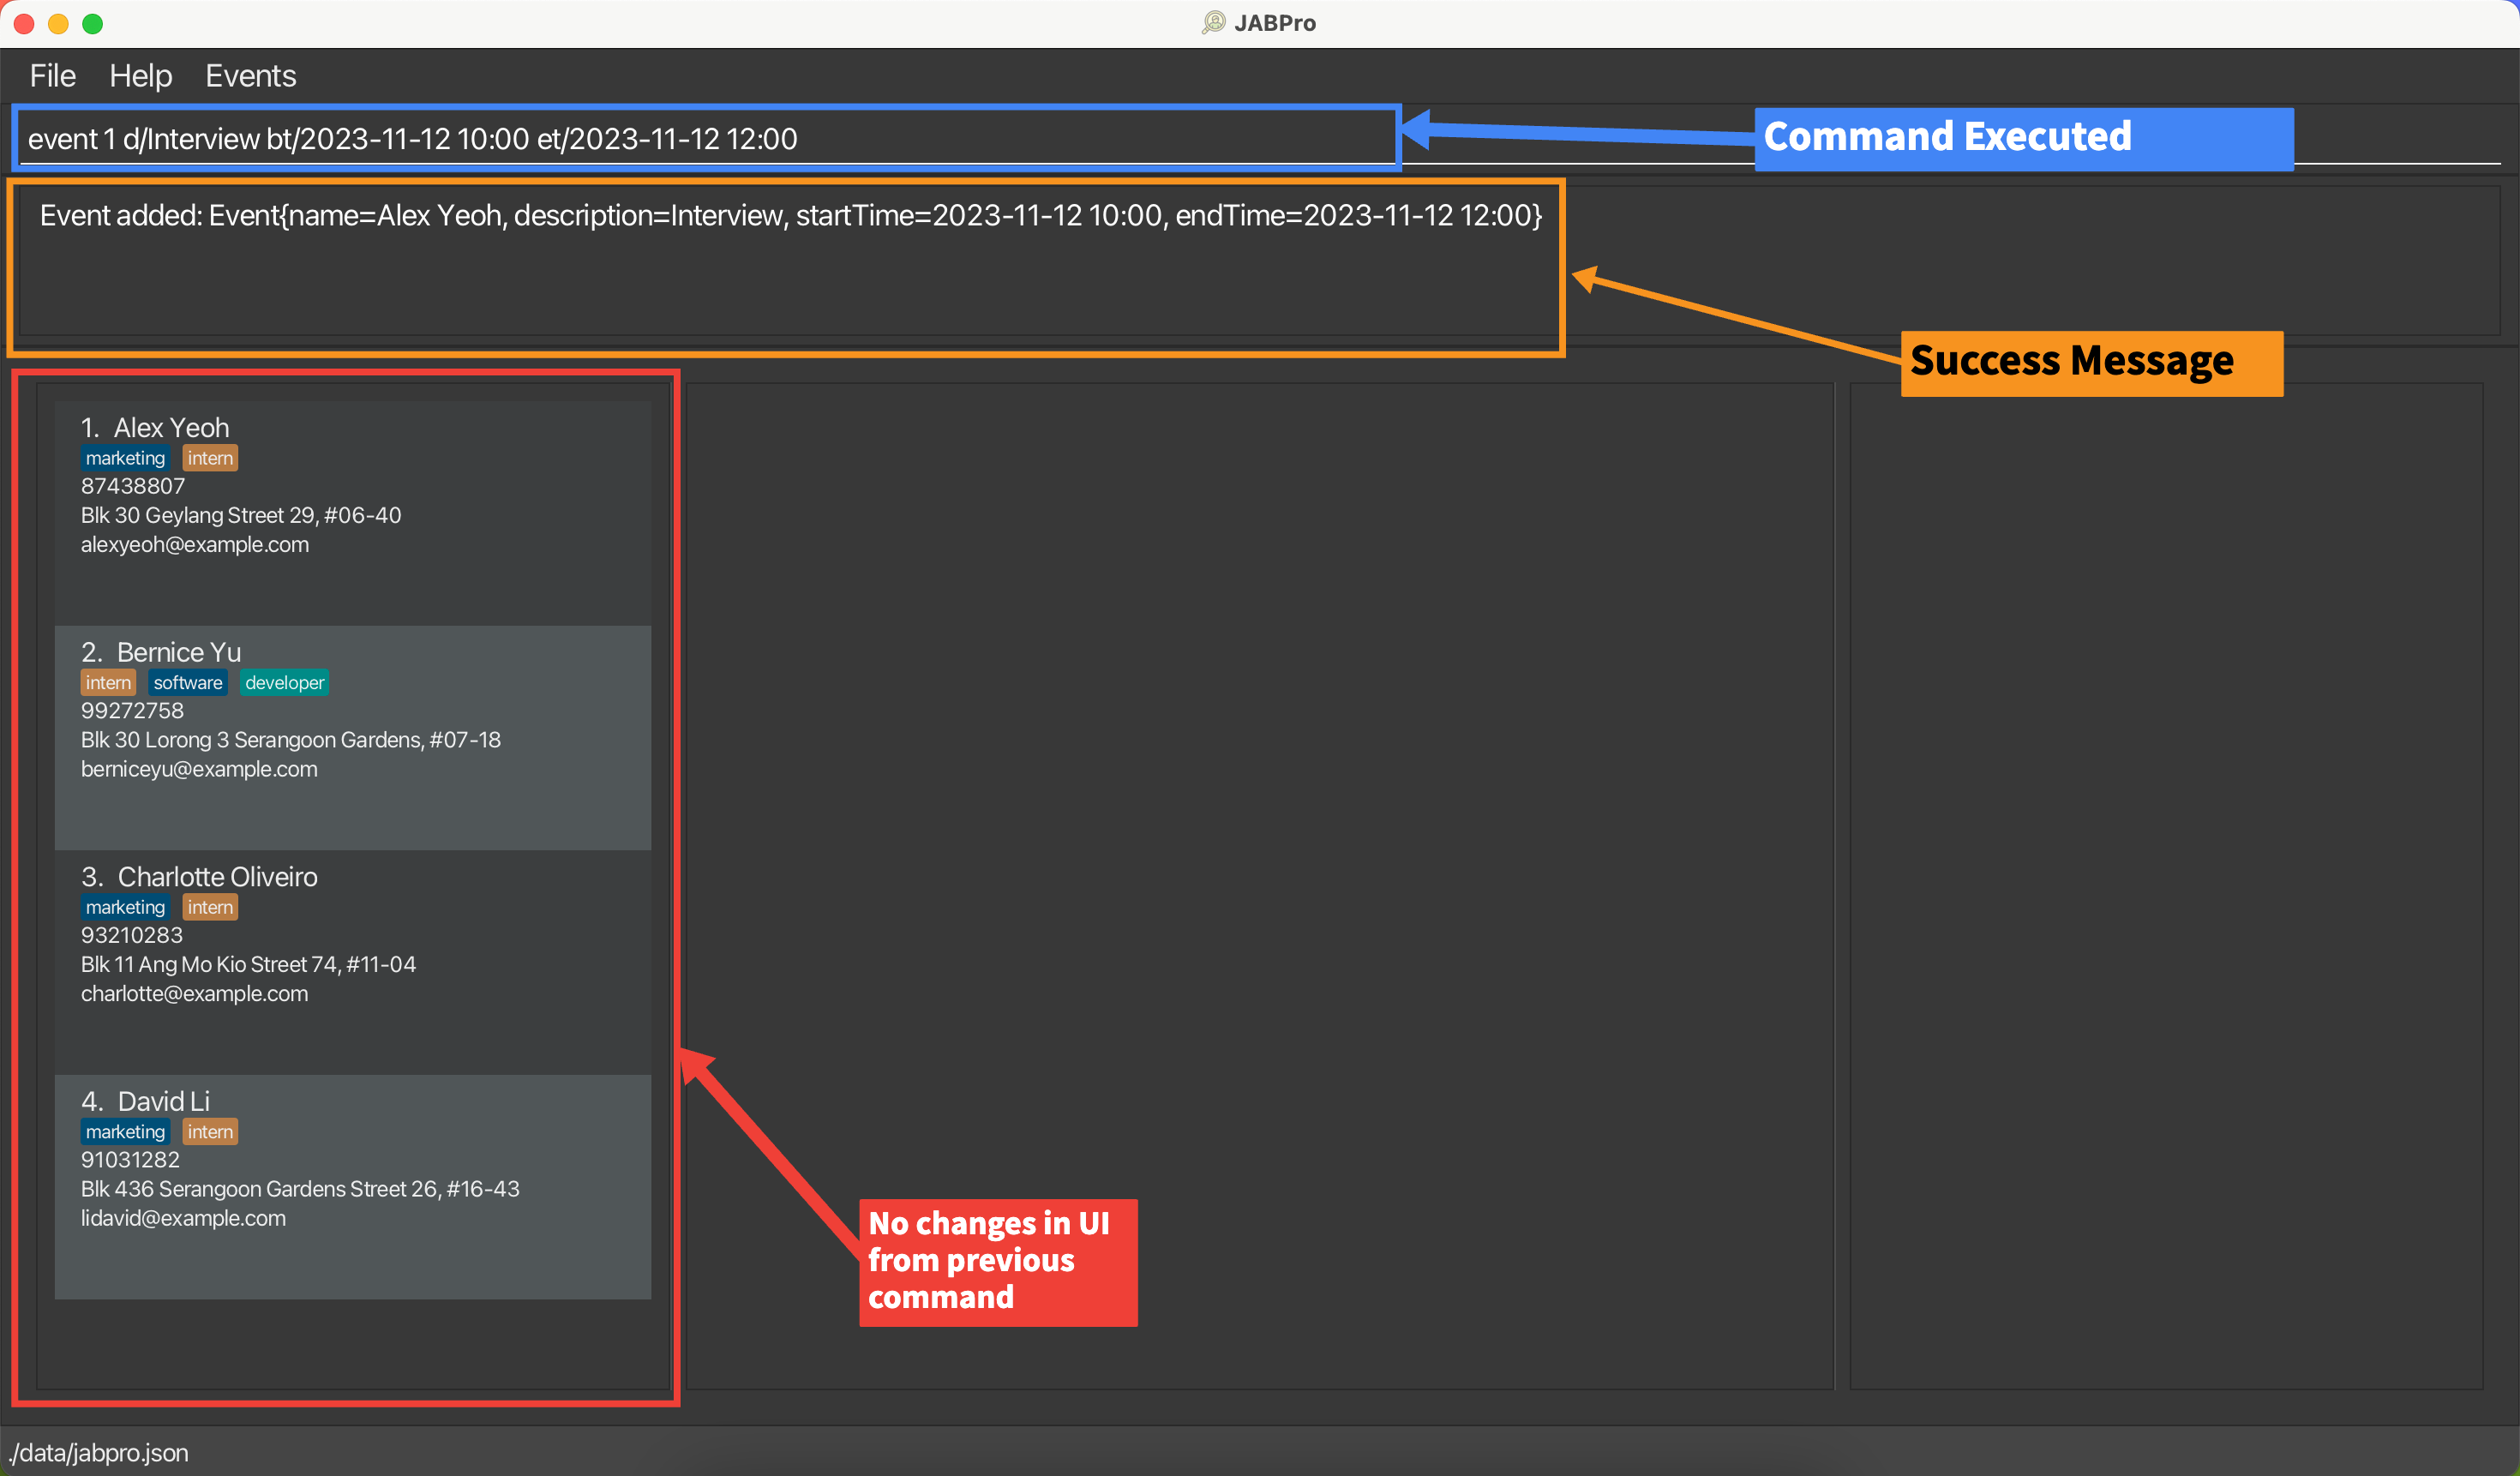 JABPro
File Help Events
event 1 d/Interview bt/2023-11-12 10:00 et/2023-11-12 12:00
Command Executed
Event added: Event{name=Alex Yeoh, description=Interview, startTime=2023-11-12 10:00, endTime=2023-11-12 12:00}
Success Message
1. Alex Yeoh
marketing intern
87438807
Blk 30 Geylang Street 29, #06-40
alexyeoh@example.com
2. Bernice Yu
intern software developer
99272758
Blk 30 Lorong 3 Serangoon Gardens, #07-18
berniceyu@example.com
3. Charlotte Oliveiro
marketing intern
93210283
Blk 11 Ang Mo Kio Street 74, #11-04
charlotte@example.com
4. David Li
marketing intern
91031282
Blk 436 Serangoon Gardens Street 26, #16-43
lidavid@example.com
No changes in UI
from previous
command
./data/jabpro.json